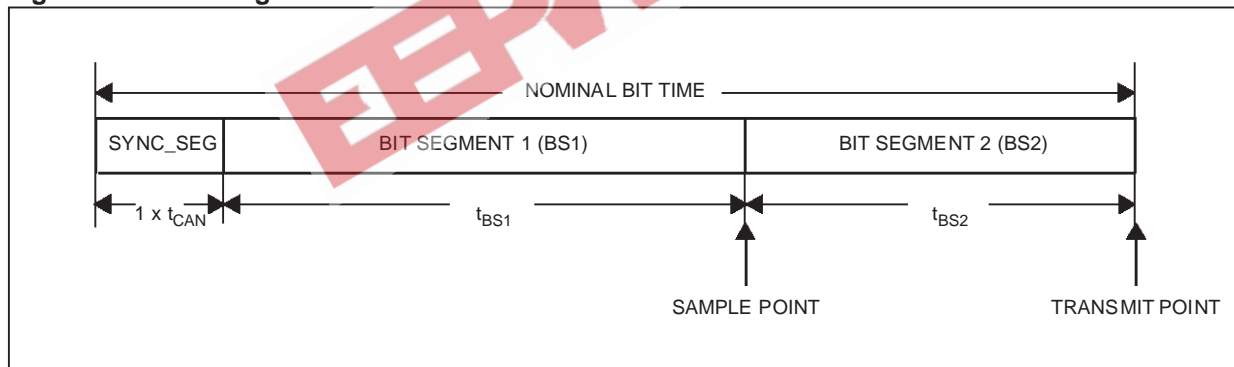 NOMINAL BIT TIME
SYNC_SEG
BIT SEGMENT 1 (BS1)
BIT SEGMENT 2 (BS2)
1 x tCAN
tBS1
tBS2
SAMPLE POINT
TRANSMIT POINT